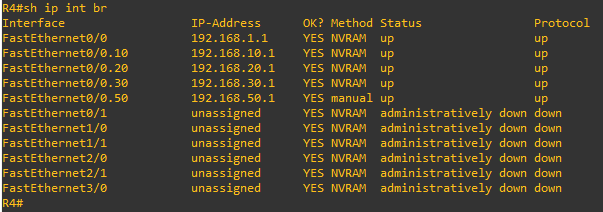 R4#sh ip int br
Interface IP-Address OK? Method Status Protocol
FastEthernet0/0 192.168.1.1 YES NVRAM up up
FastEthernet0/0.10 192.168.10.1 YES NVRAM up up
FastEthernet0/0.20 192.168.20.1 YES NVRAM up up
FastEthernet0/0.30 192.168.30.1 YES NVRAM up up
FastEthernet0/0.50 192.168.50.1 YES manual up up
FastEthernet0/1 unassigned YES NVRAM administratively down down
FastEthernet1/0 unassigned YES NVRAM administratively down down
FastEthernet1/1 unassigned YES NVRAM administratively down down
FastEthernet2/0 unassigned YES NVRAM administratively down down
FastEthernet2/1 unassigned YES NVRAM administratively down down
FastEthernet3/0 unassigned YES NVRAM administratively down down
R4#